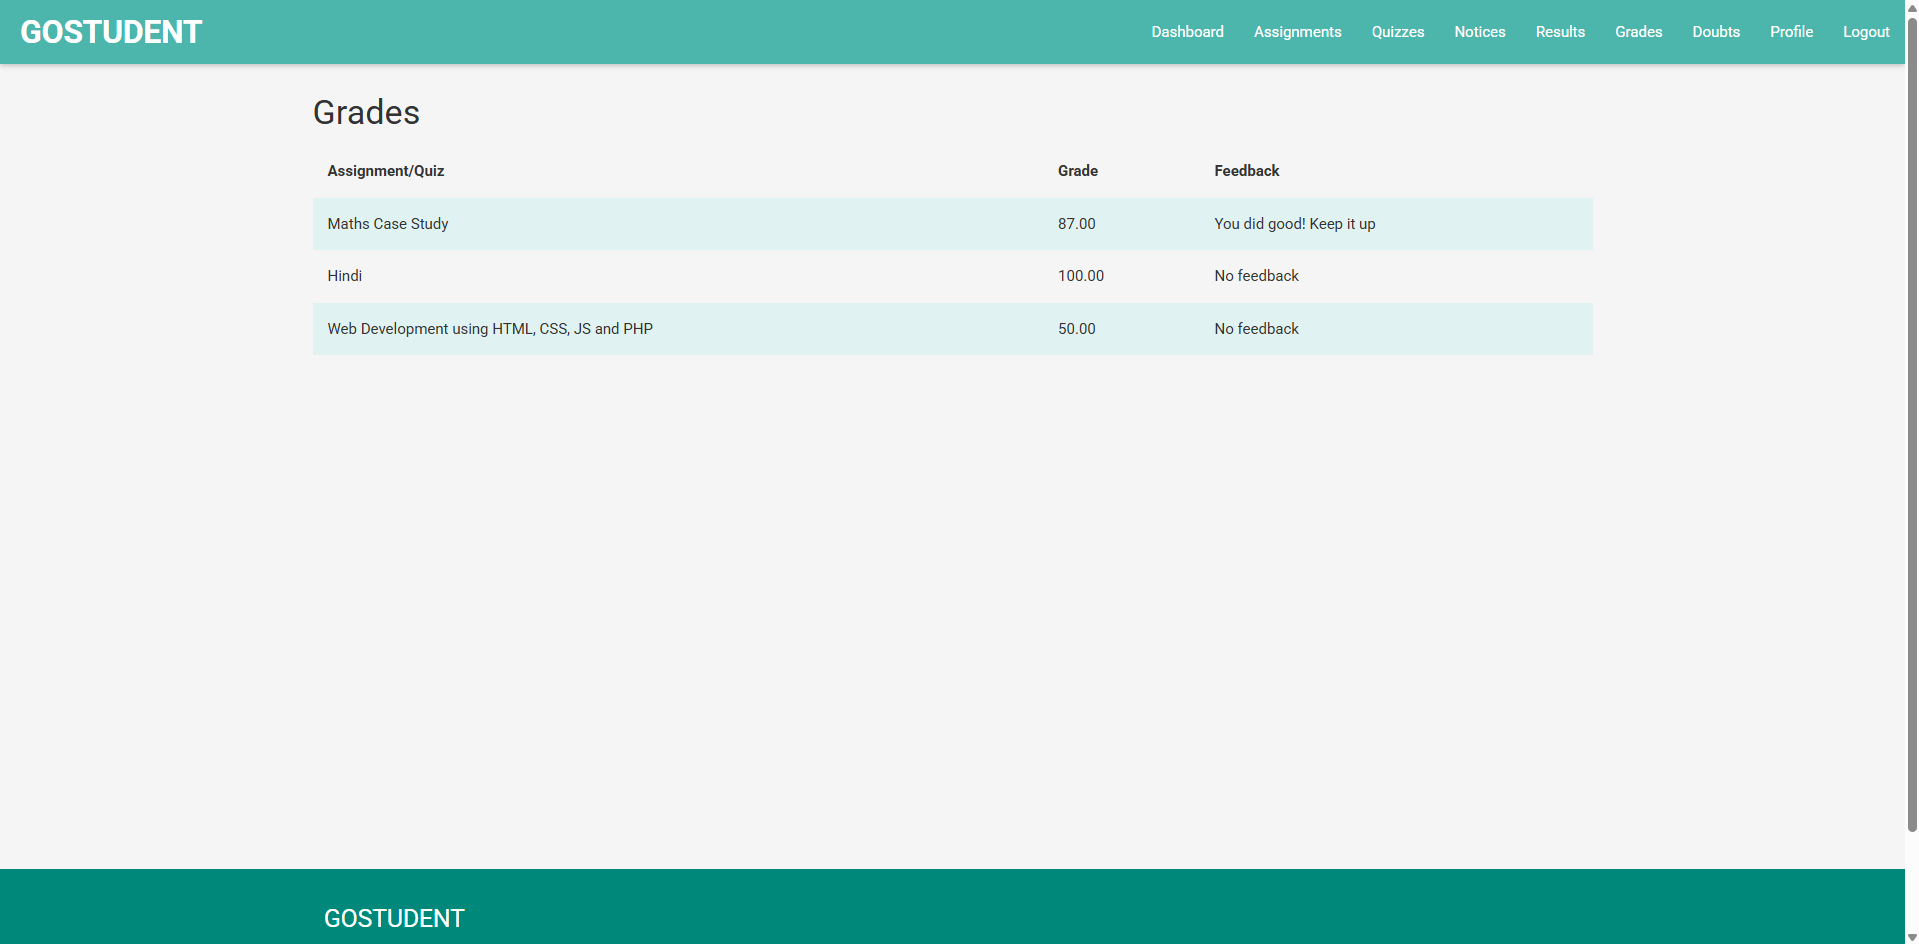 GOSTUDENT Dashboard Assignments Quizzes Notices Results Grades Doubts Profile Logout
Grades
Assignment/Quiz Grade Feedback
Maths Case Study 87.00 You did good! Keep it up
Hindi 100.00 No feedback
Web Development using HTML, CSS, JS and PHP 50.00 No feedback
GOSTUDENT